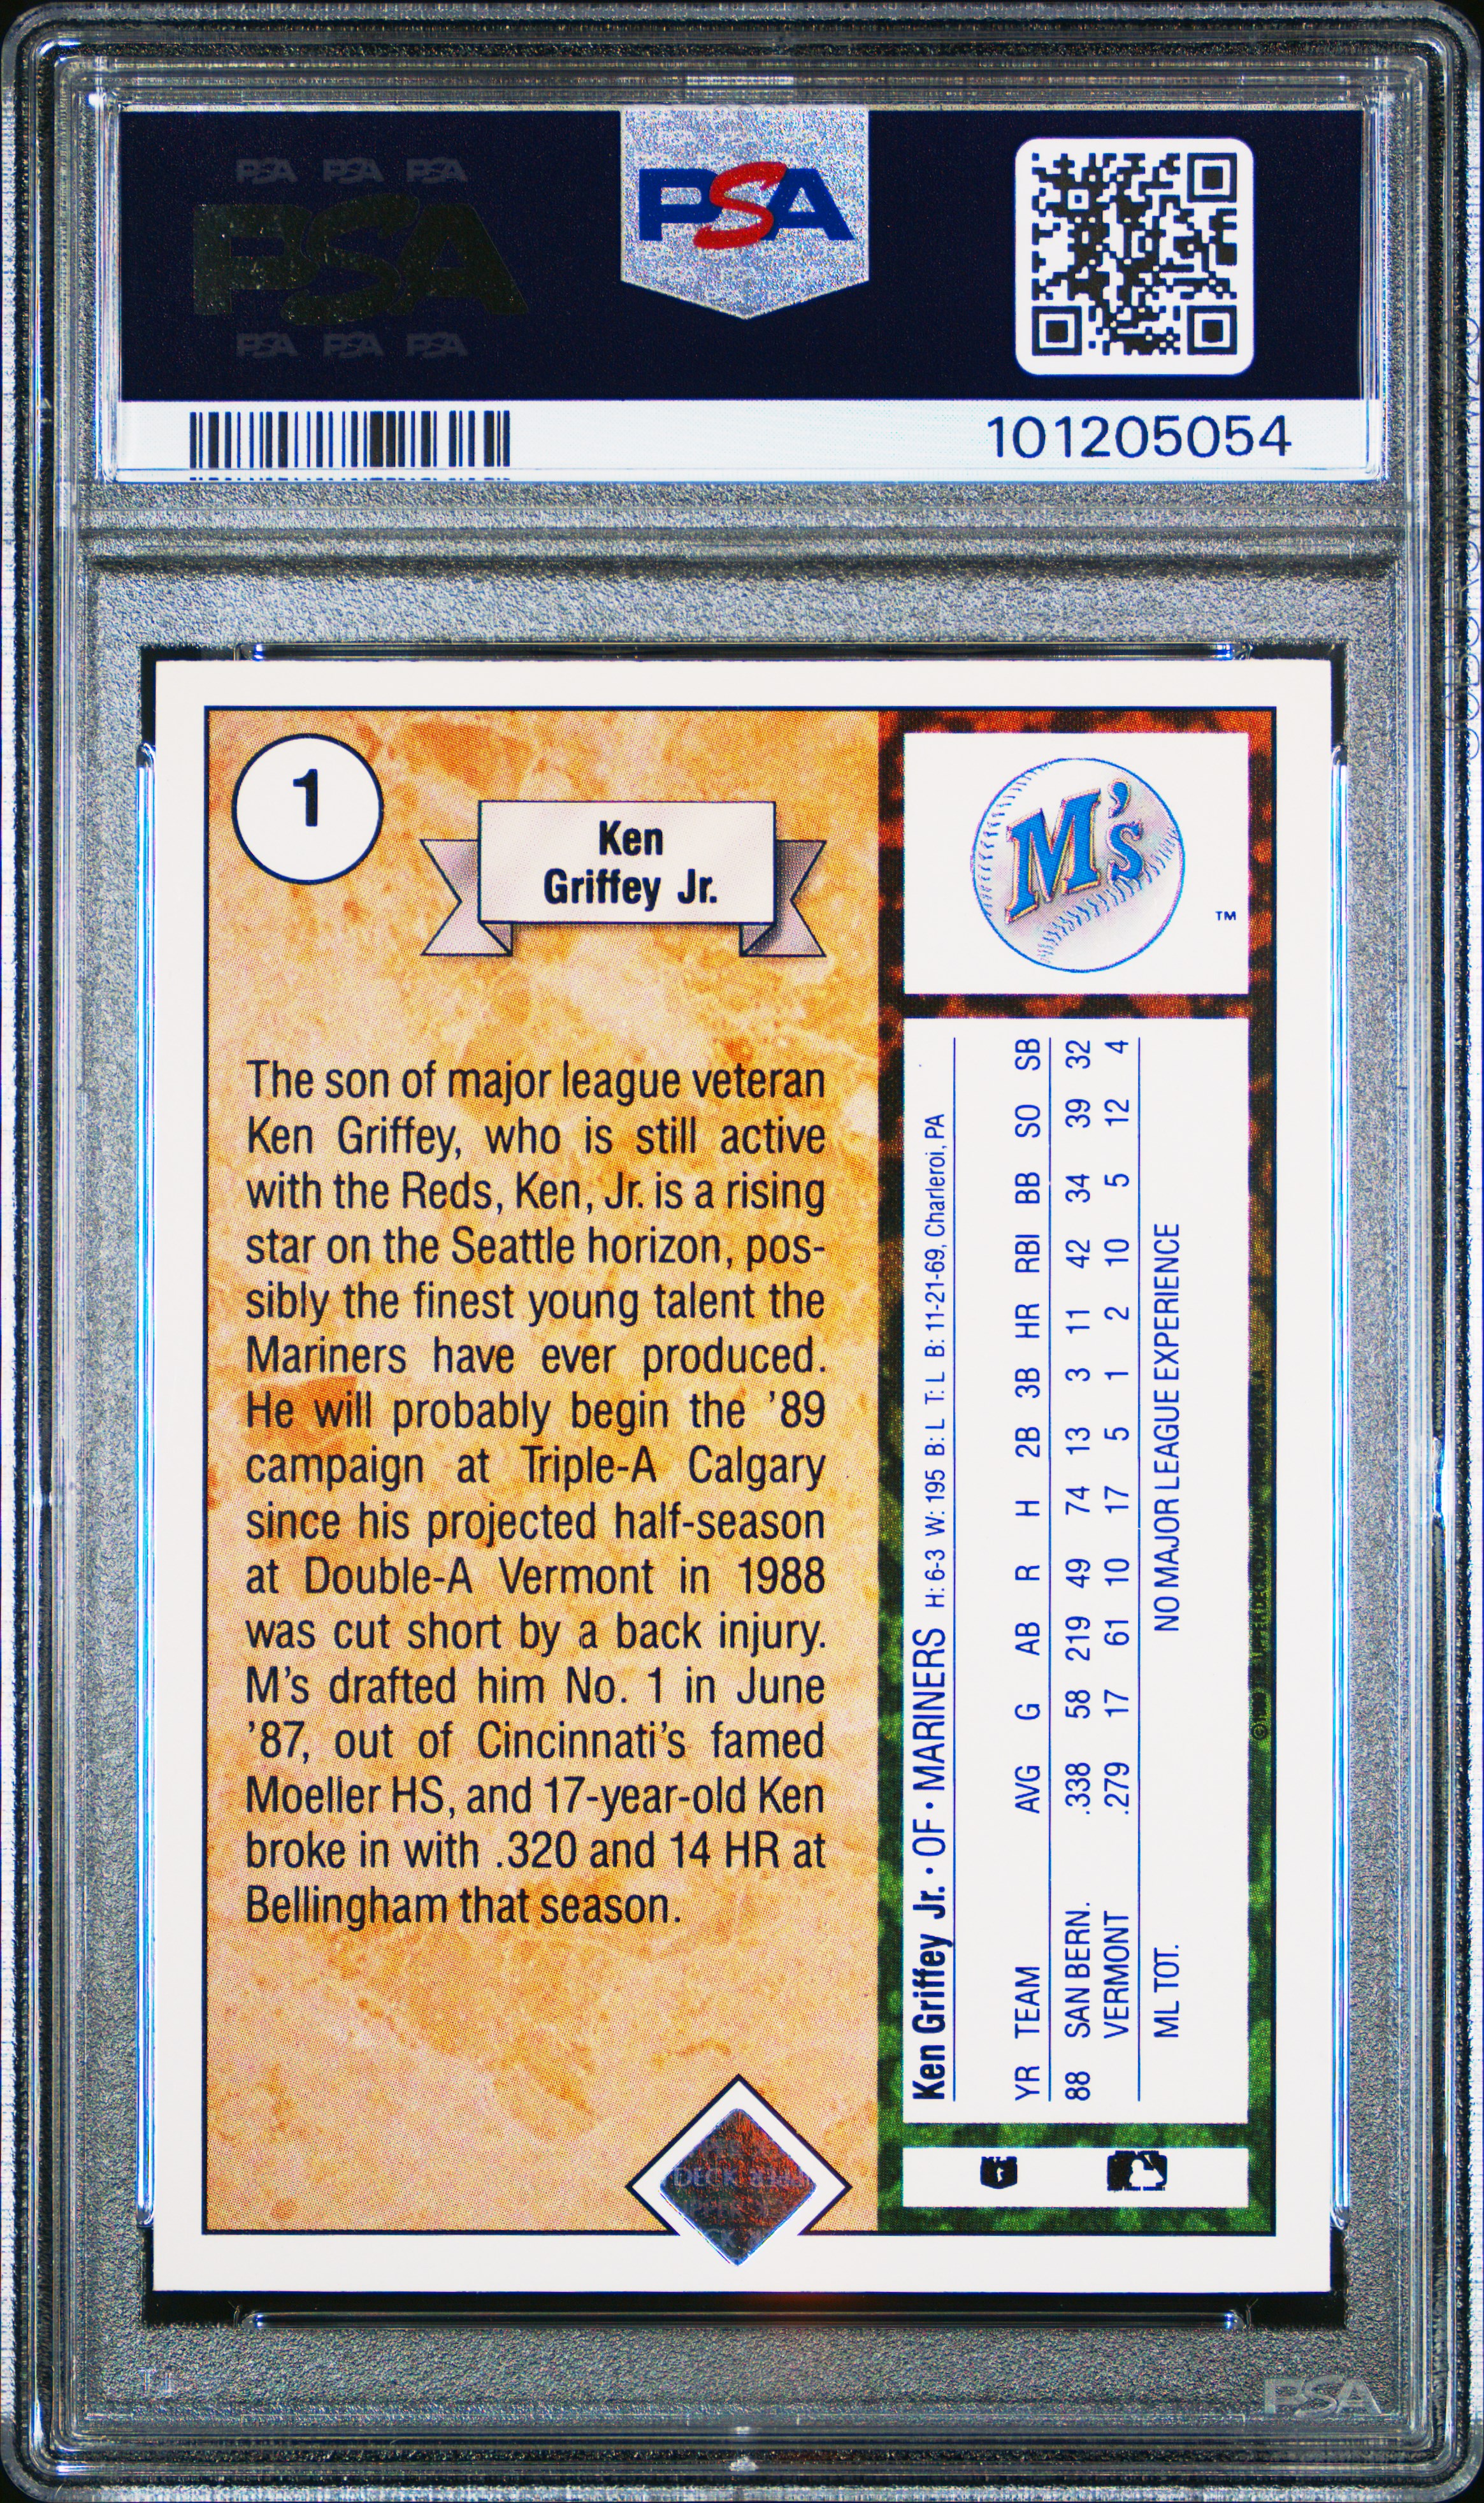 PSA PSA PSA
PSA
PSA PSA PSA
PSA
101205054
1
Ken
Griffey Jr.
The son of major league veteran
Ken Griffey, who is still active
with the Reds, Ken, Jr. is a rising
star on the Seattle horizon, pos-
sibly the finest young talent the
Mariners have ever produced.
He will probably begin the '89
campaign at Triple-A Calgary
since his projected half-season
at Double-A Vermont in 1988
was cut short by a back injury.
M's drafted him No. 1 in June
'87, out of Cincinnati's famed
Moeller HS, and 17-year-old Ken
broke in with .320 and 14 HR at
Bellingham that season.
M's
TM
Ken Griffey Jr. • OF • MARINERS H: 6-3 W: 195 B: L T: L B: 11-21-69, Charleroi, PA
YR TEAM AVG G AB R H 2B 3B HR RBI BB SO SB
88 SAN BERN. .338 58 219 49 74 13 3 11 42 34 39 32
VERMONT .279 17 61 10 17 5 1 2 10 5 12 4
ML TOT. NO MAJOR LEAGUE EXPERIENCE
DECK
PSA